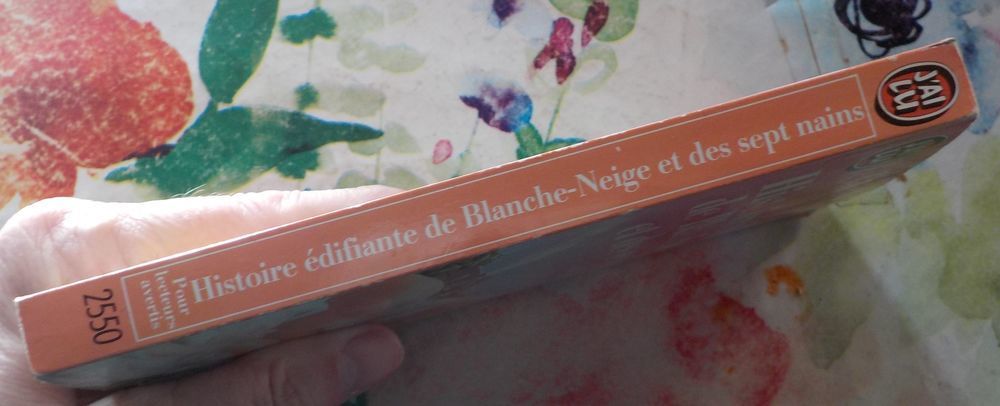 2550
Pour
lecteurs
avertis
Histoire édifiante de Blanche-Neige et des sept nains
J'AI
LU